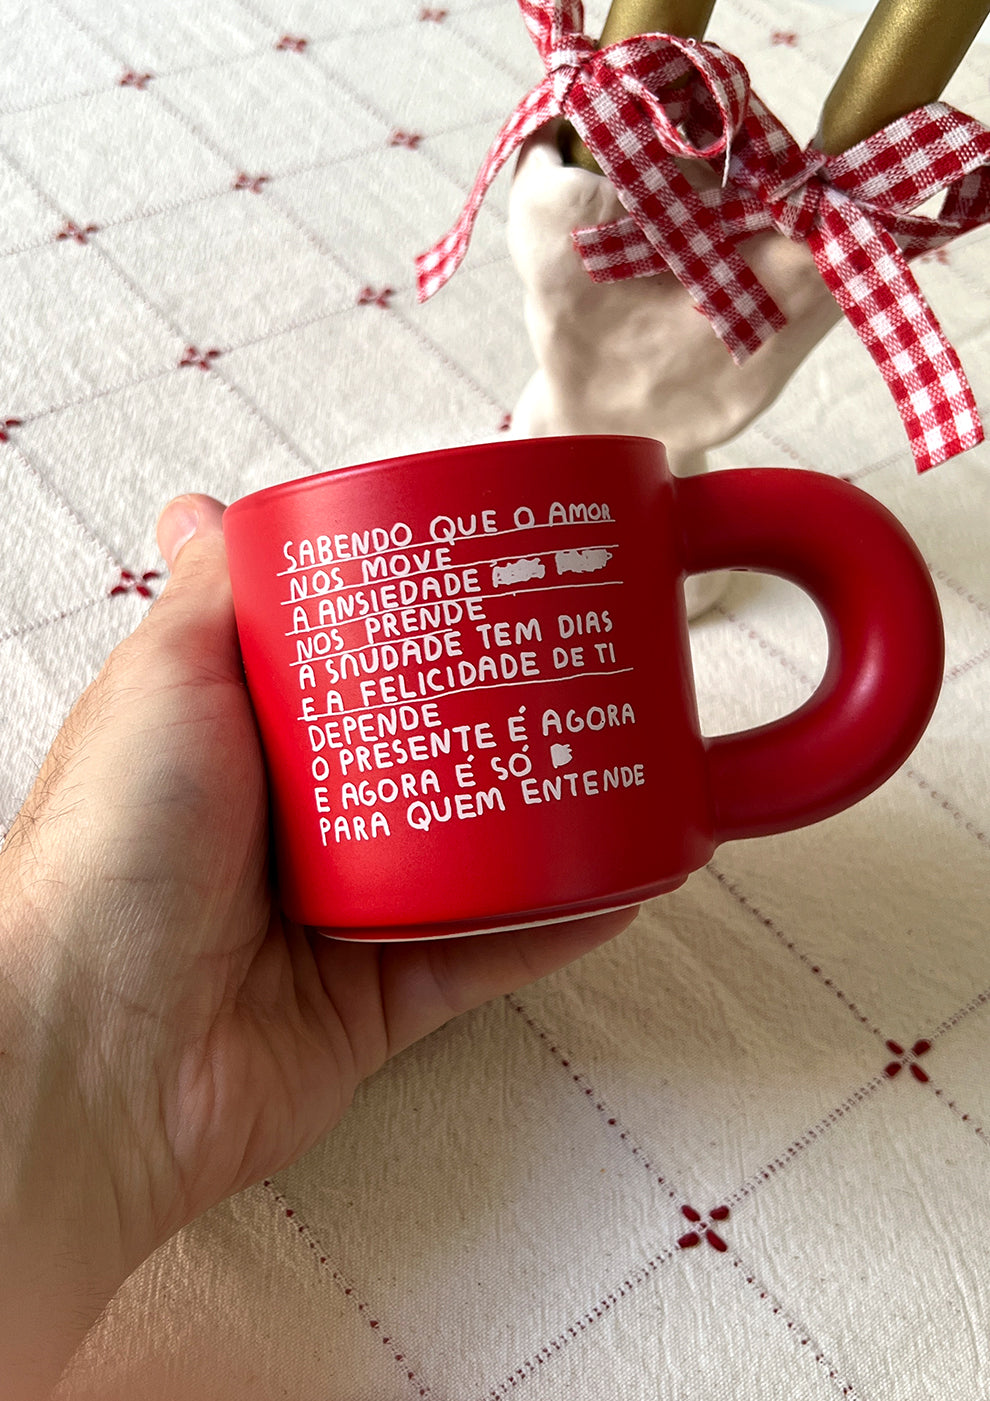 SABENDO QUE O AMOR
NOS MOVE
A ANSIEDADE
NOS PRENDE
A SAUDADE TEM DIAS
E A FELICIDADE DE TI
DEPENDE
O PRESENTE É AGORA
E AGORA É SÓ
PARA QUEM ENTENDE